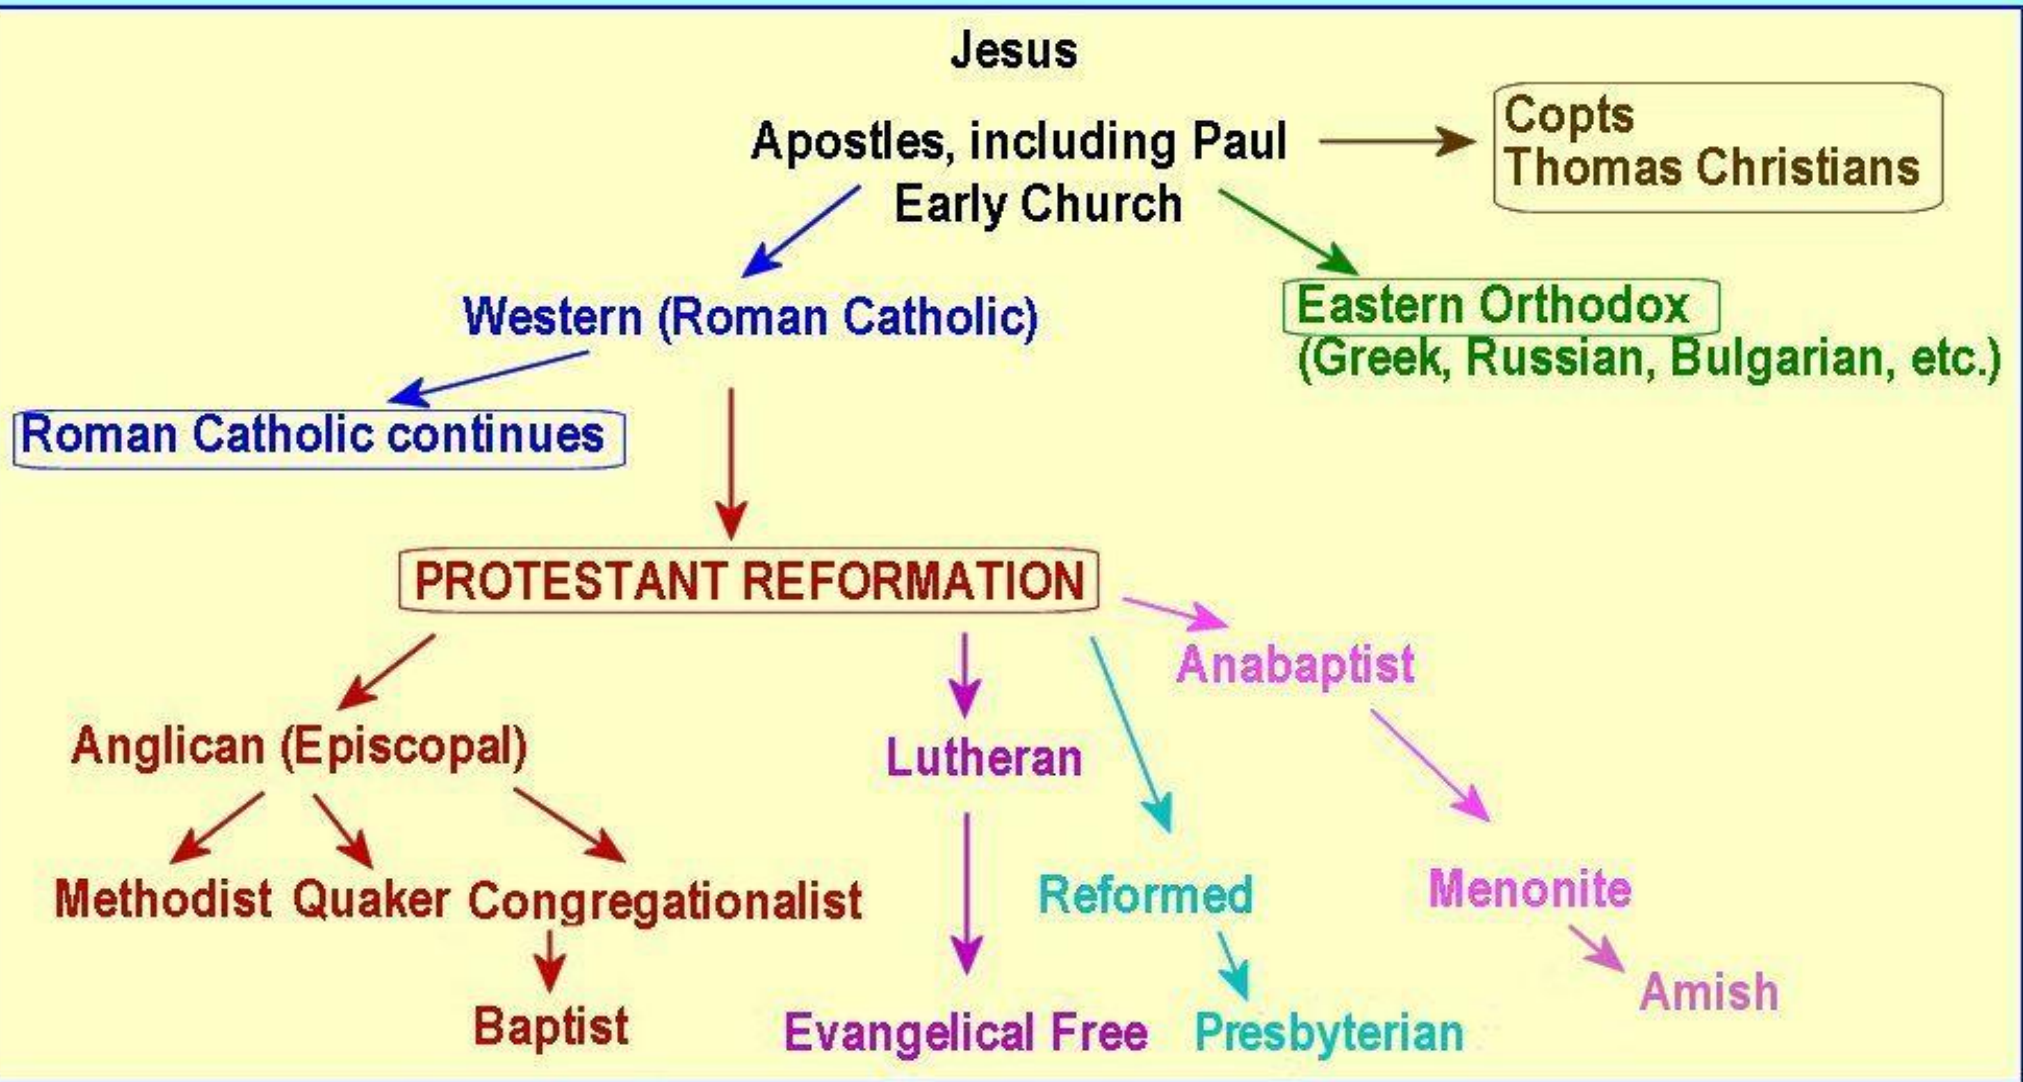 Jesus
Apostles, including Paul
Early Church
Copts
Thomas Christians
Western (Roman Catholic)
Eastern Orthodox
(Greek, Russian, Bulgarian, etc.)
Roman Catholic continues
PROTESTANT REFORMATION
Anabaptist
Anglican (Episcopal)
Lutheran
Methodist Quaker Congregationalist
Reformed
Menonite
Amish
Baptist
Evangelical Free
Presbyterian